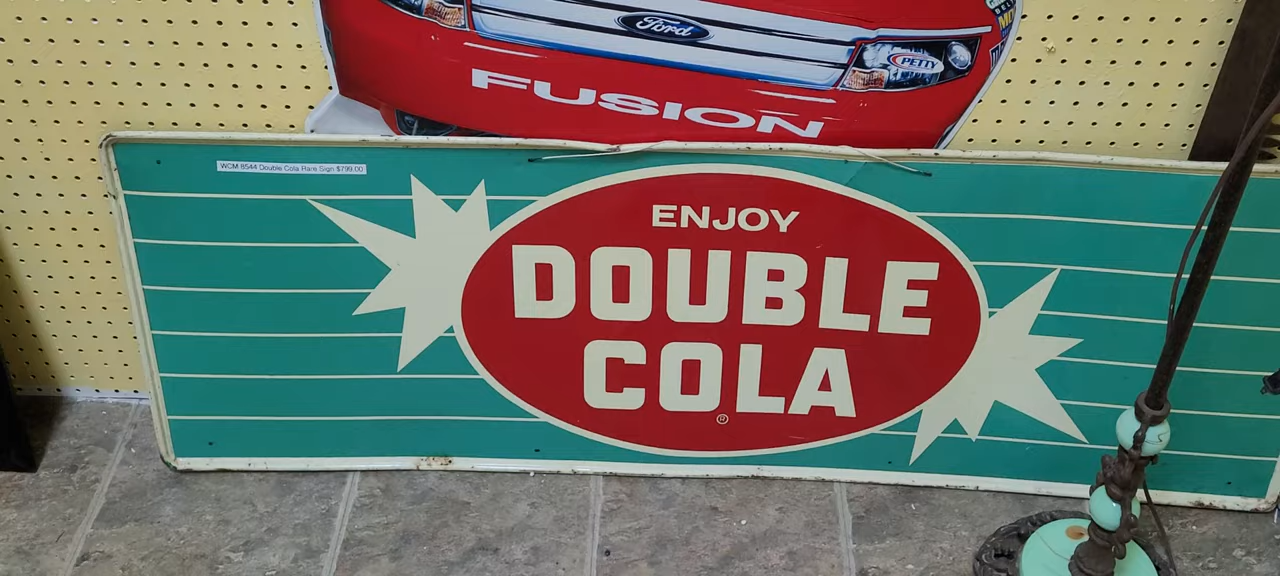 Ford
PETTY
FUSION
WCM 8544 Double Cola Rare Sign $799.00
ENJOY
DOUBLE
COLA
®